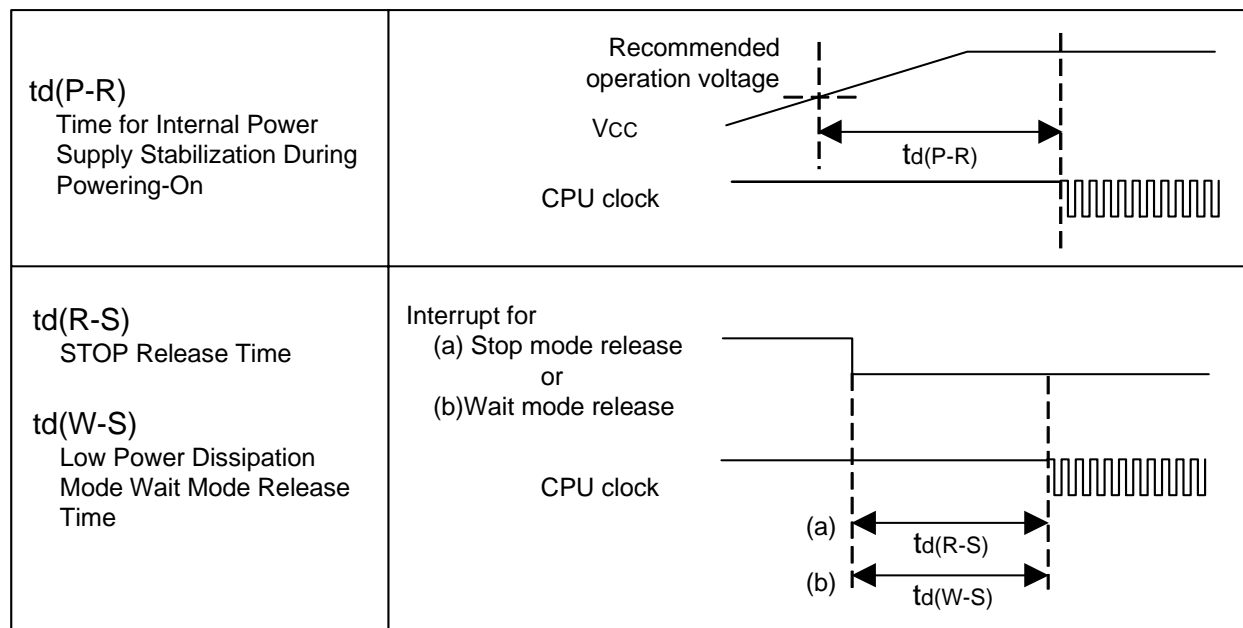 td(P-R)
Time for Internal Power
Supply Stabilization During
Powering-On
Recommended
operation voltage
VCC
td(P-R)
CPU clock
td(R-S)
STOP Release Time
td(W-S)
Low Power Dissipation
Mode Wait Mode Release
Time
Interrupt for
(a) Stop mode release
or
(b)Wait mode release
CPU clock
(a)
td(R-S)
(b)
td(W-S)